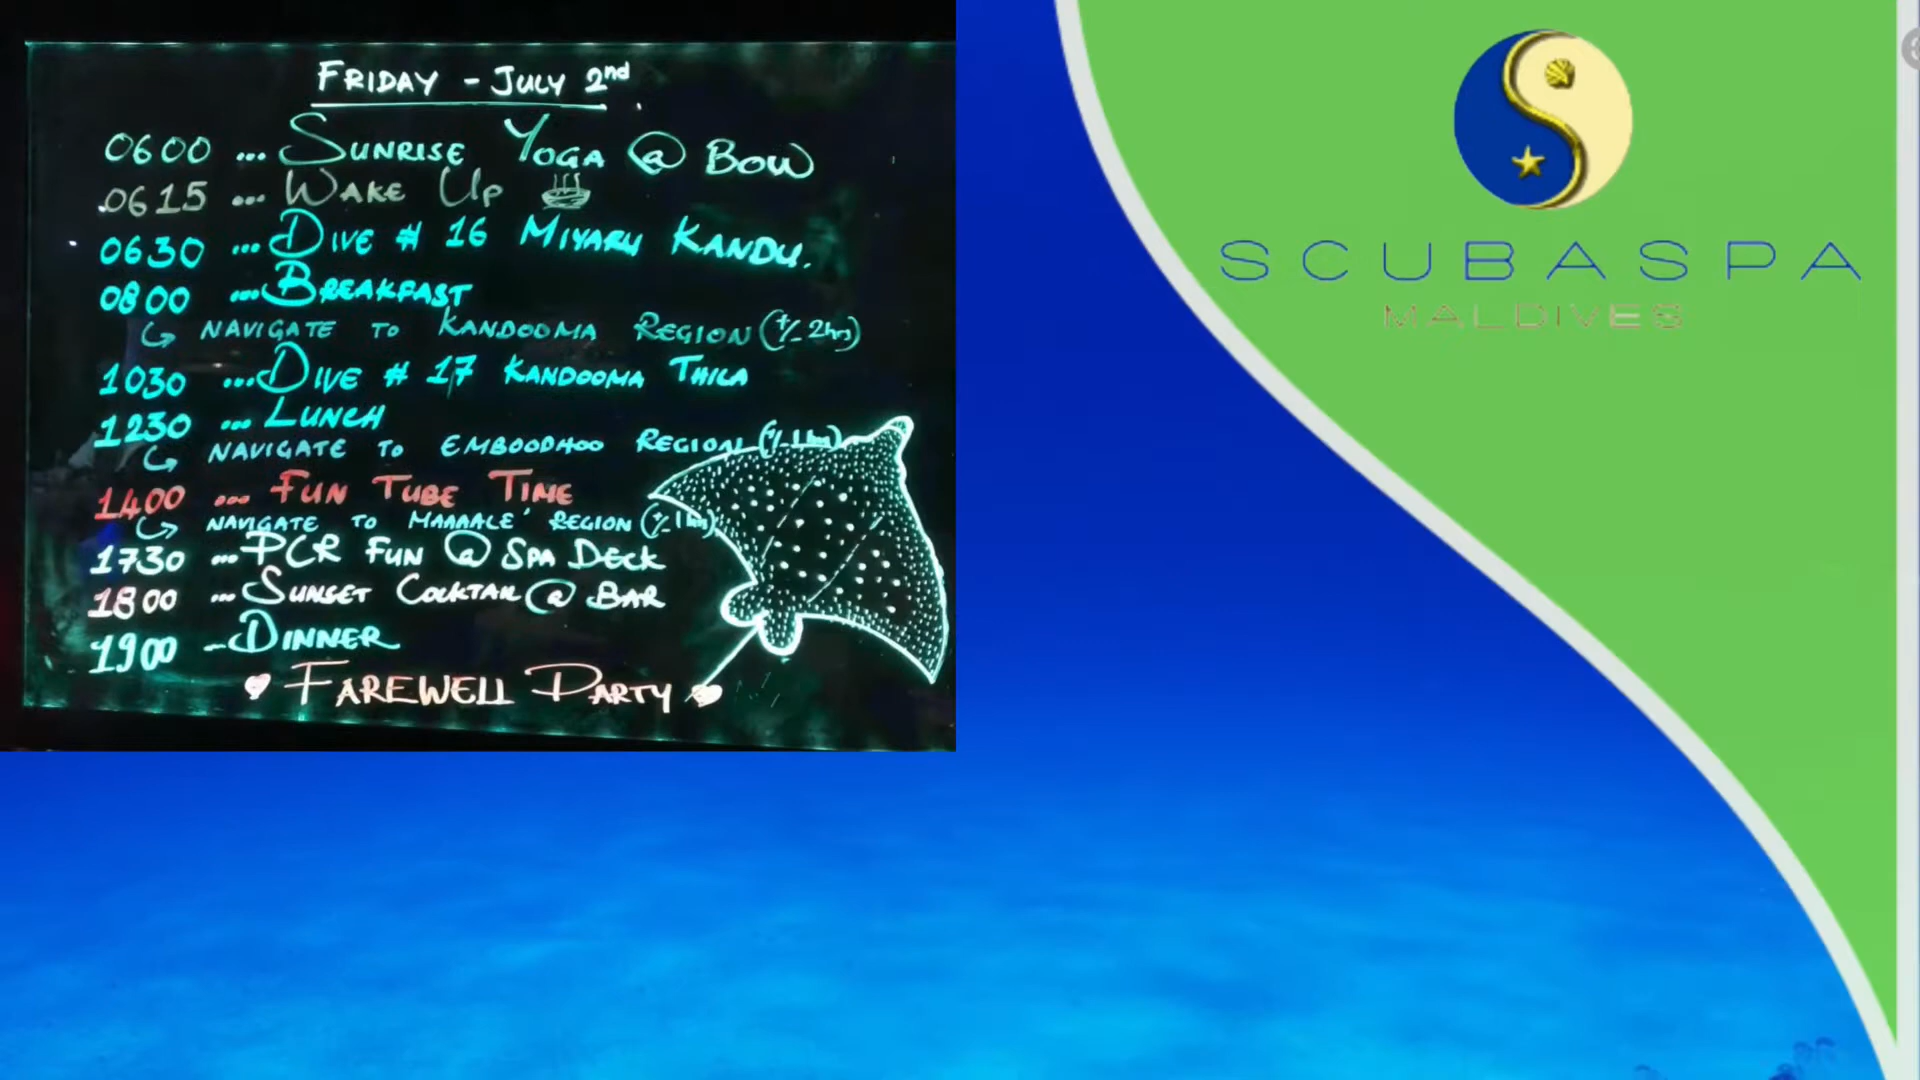 FRIDAY - JULY 2nd
0600 ... SUNRISE YOGA @ BOW
0615 ... WAKE UP
0630 ... DIVE # 16 MIYARU KANDU.
0800 ... BREAKFAST
NAVIGATE TO KANDOOMA REGION (+/- 2hrs)
1030 ... DIVE # 17 KANDOOMA THILA
1230 ... LUNCH
NAVIGATE TO EMBOODHOO REGION (+/- 1hr)
1400 ... FUN TUBE TIME
NAVIGATE TO REGION (+/- 1hr)
1730 ... PCR FUN @ SPA DECK
1800 ... SUNSET COCKTAIL @ BAR
1900 - DINNER
FAREWELL PARTY
SCUBASPA
MALDIVES